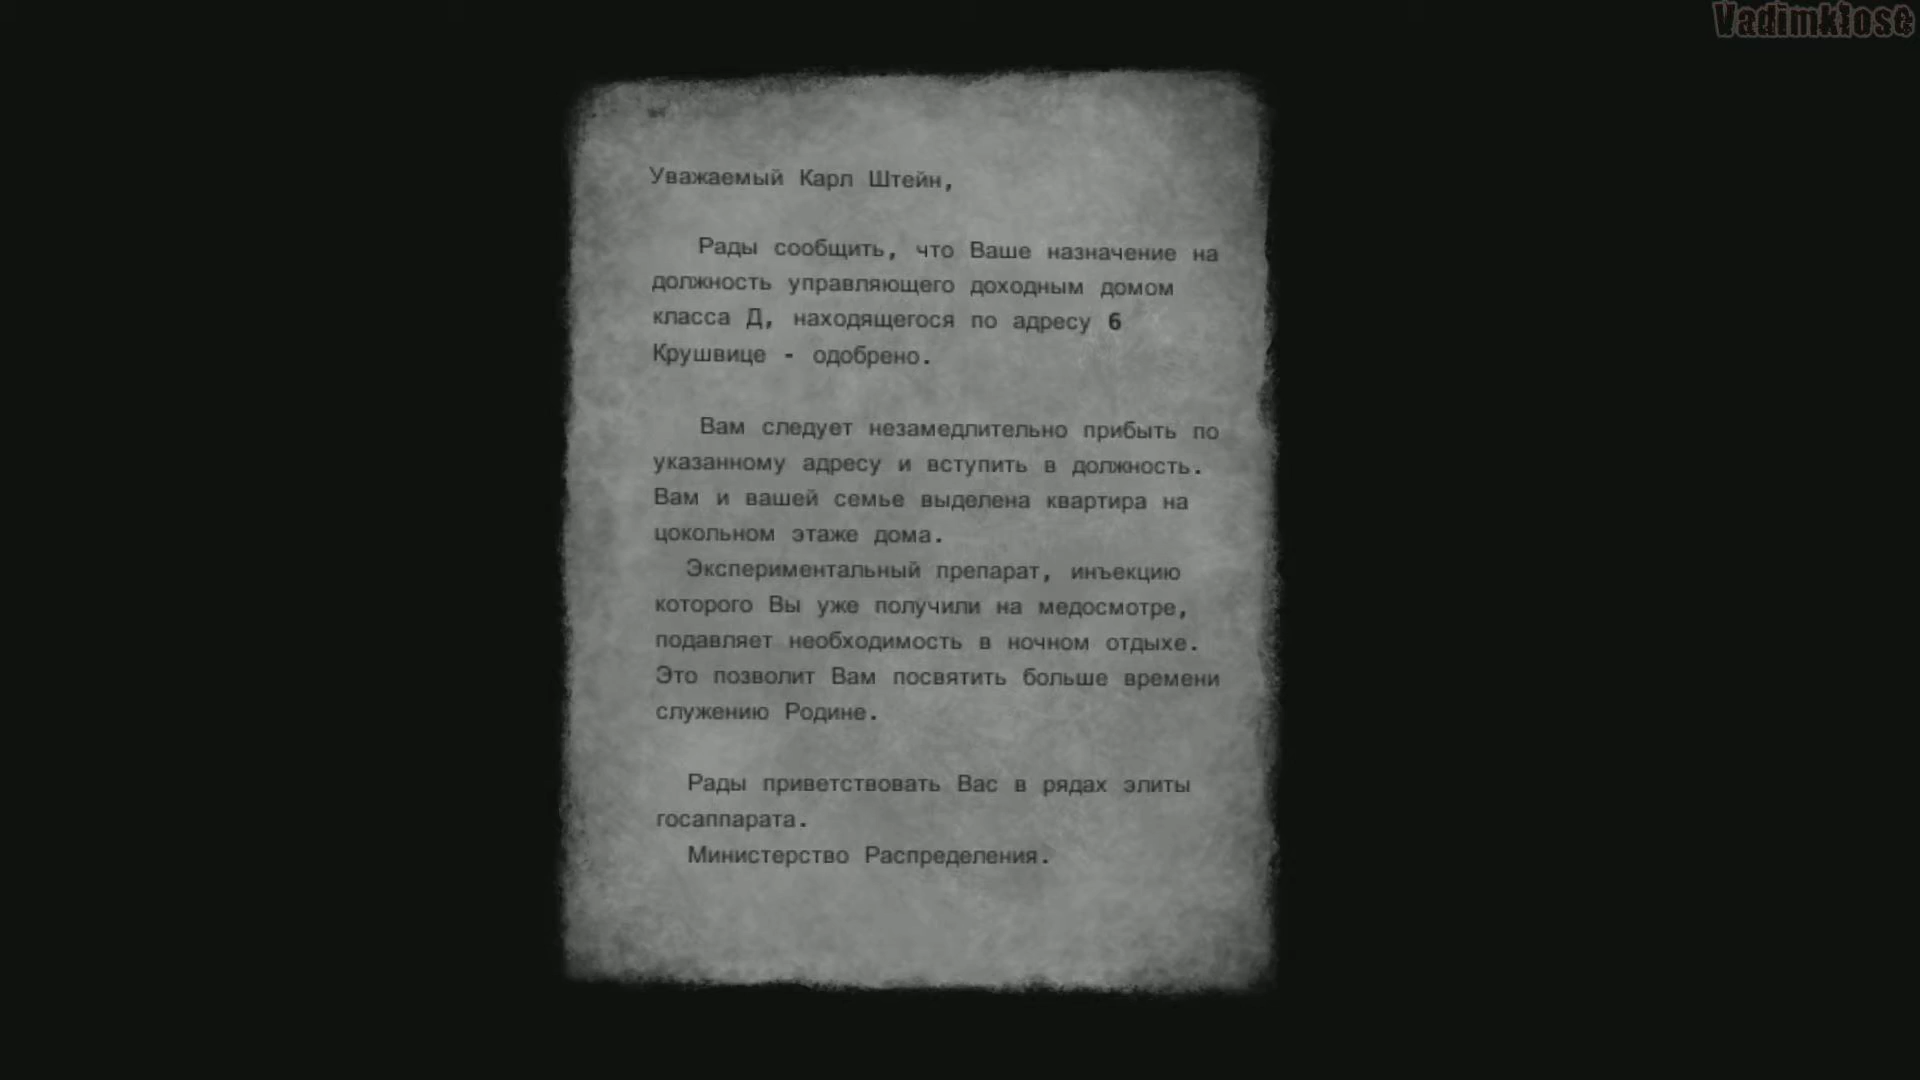 Vadimklose
Уважаемый Карл Штейн,
Рады сообщить, что Ваше назначение на
должность управляющего доходным домом
класса Д, находящегося по адресу 6
Крушвице - одобрено.
Вам следует незамедлительно прибыть по
указанному адресу и вступить в должность.
Вам и вашей семье выделена квартира на
цокольном этаже дома.
Экспериментальный препарат, инъекцию
которого Вы уже получили на медосмотре,
подавляет необходимость в ночном отдыхе.
Это позволит Вам посвятить больше времени
служению Родине.
Рады приветствовать Вас в рядах элиты
госаппарата.
Министерство Распределения.